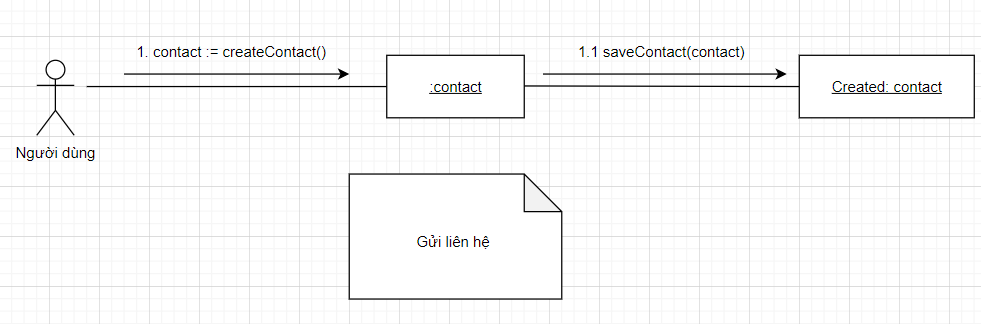 1. contact := createContact()
1.1 saveContact(contact)
:contact
Created: contact
Người dùng
Gửi liên hệ